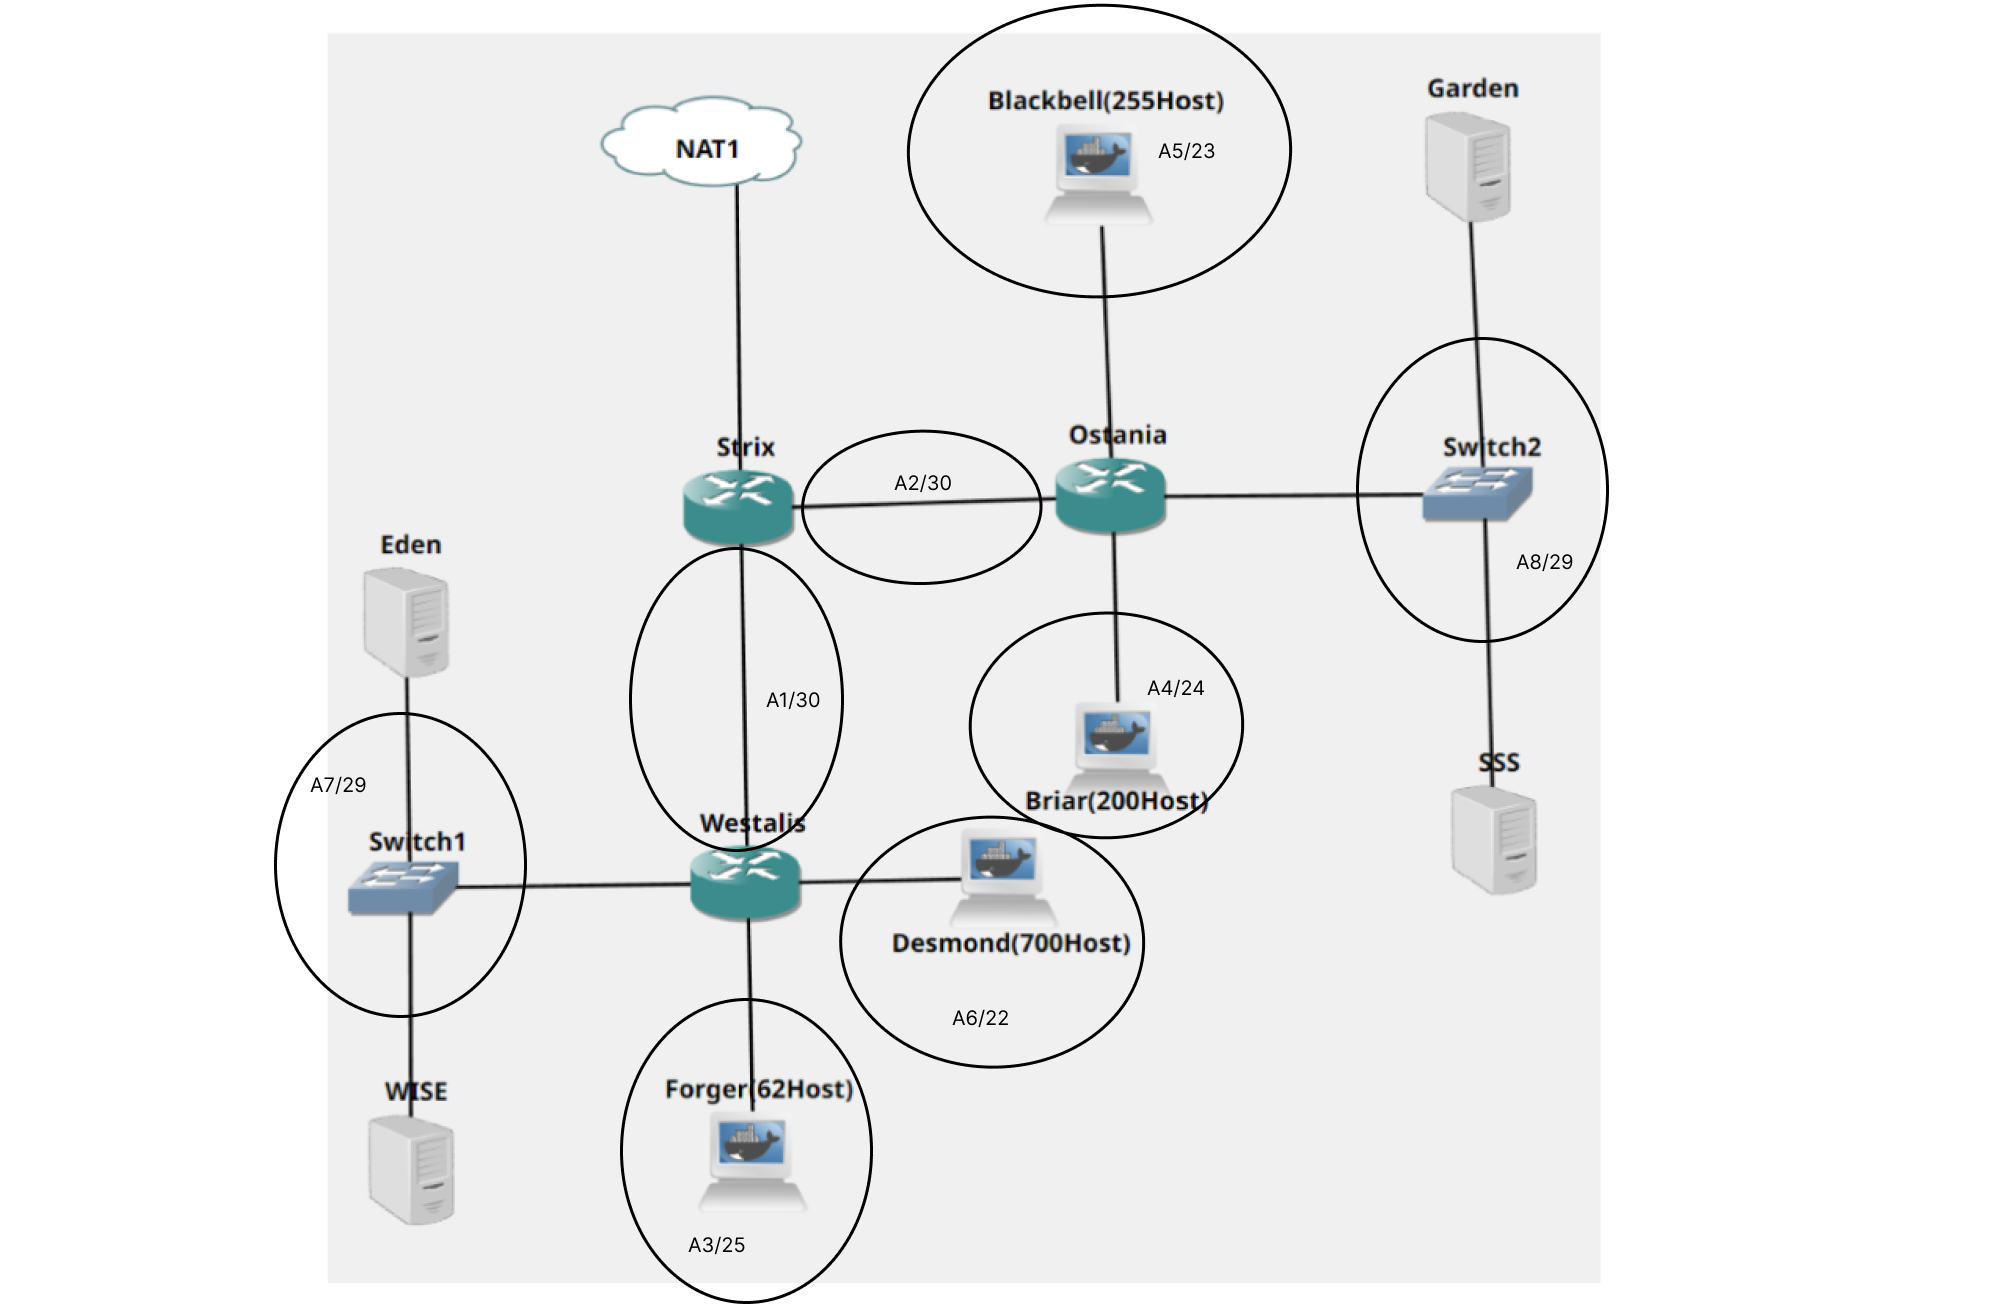 Garden
Blackbell(255Host)
NAT1
A5/23
Ostania
Strix
Switch2
A2/30
Eden
A8/29
A4/24
A1/30
SSS
A7/29
Briar(200Host)
Westalis
Switch1
Desmond(700Host)
A6/22
WISE
Forger(62Host)
A3/25